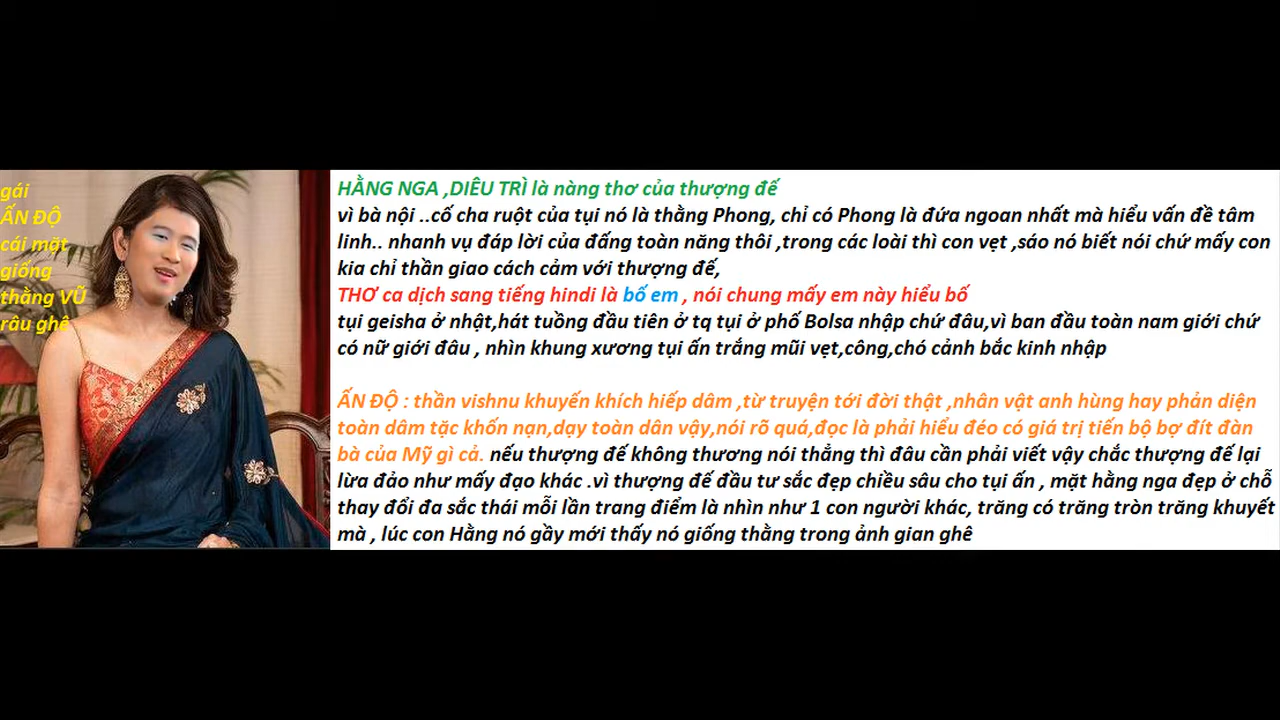 gái
ẤN ĐỘ
cái mặt
giống
thằng VŨ
râu ghê
HẰNG NGA ,DIÊU TRÌ là nàng thơ của thượng đế
vì bà nội ..cố cha ruột của tụi nó là thằng Phong, chỉ có Phong là đứa ngoan nhất mà hiểu vấn đề tâm
linh.. nhanh vụ đáp lời của đấng toàn năng thôi ,trong các loài thì con vẹt ,sáo nó biết nói chứ mấy con
kia chỉ thần giao cách cảm với thượng đế,
THƠ ca dịch sang tiếng hindi là bố em , nói chung mấy em này hiểu bố
tụi geisha ở nhật,hát tuồng đầu tiên ở tq tụi ở phố Bolsa nhập chứ đâu,vì ban đầu toàn nam giới chứ
có nữ giới đâu , nhìn khung xương tụi ấn trắng mũi vẹt,công,chó cảnh bắc kinh nhập
ẤN ĐỘ : thần vishnu khuyến khích hiếp dâm ,từ truyện tới đời thật ,nhân vật anh hùng hay phản diện
toàn dâm tặc khốn nạn,dạy toàn dân vậy,nói rõ quá,đọc là phải hiểu đéo có giá trị tiến bộ bợ đít đàn
bà của Mỹ gì cả. nếu thượng đế không thương nói thẳng thì đâu cần phải viết vậy chắc thượng đế lại
lừa đảo như mấy đạo khác .vì thượng đế đầu tư sắc đẹp chiều sâu cho tụi ấn , mặt hằng nga đẹp ở chỗ
thay đổi đa sắc thái mỗi lần trang điểm là nhìn như 1 con người khác, trăng có trăng tròn trăng khuyết
mà , lúc con Hằng nó gầy mới thấy nó giống thằng trong ảnh gian ghê